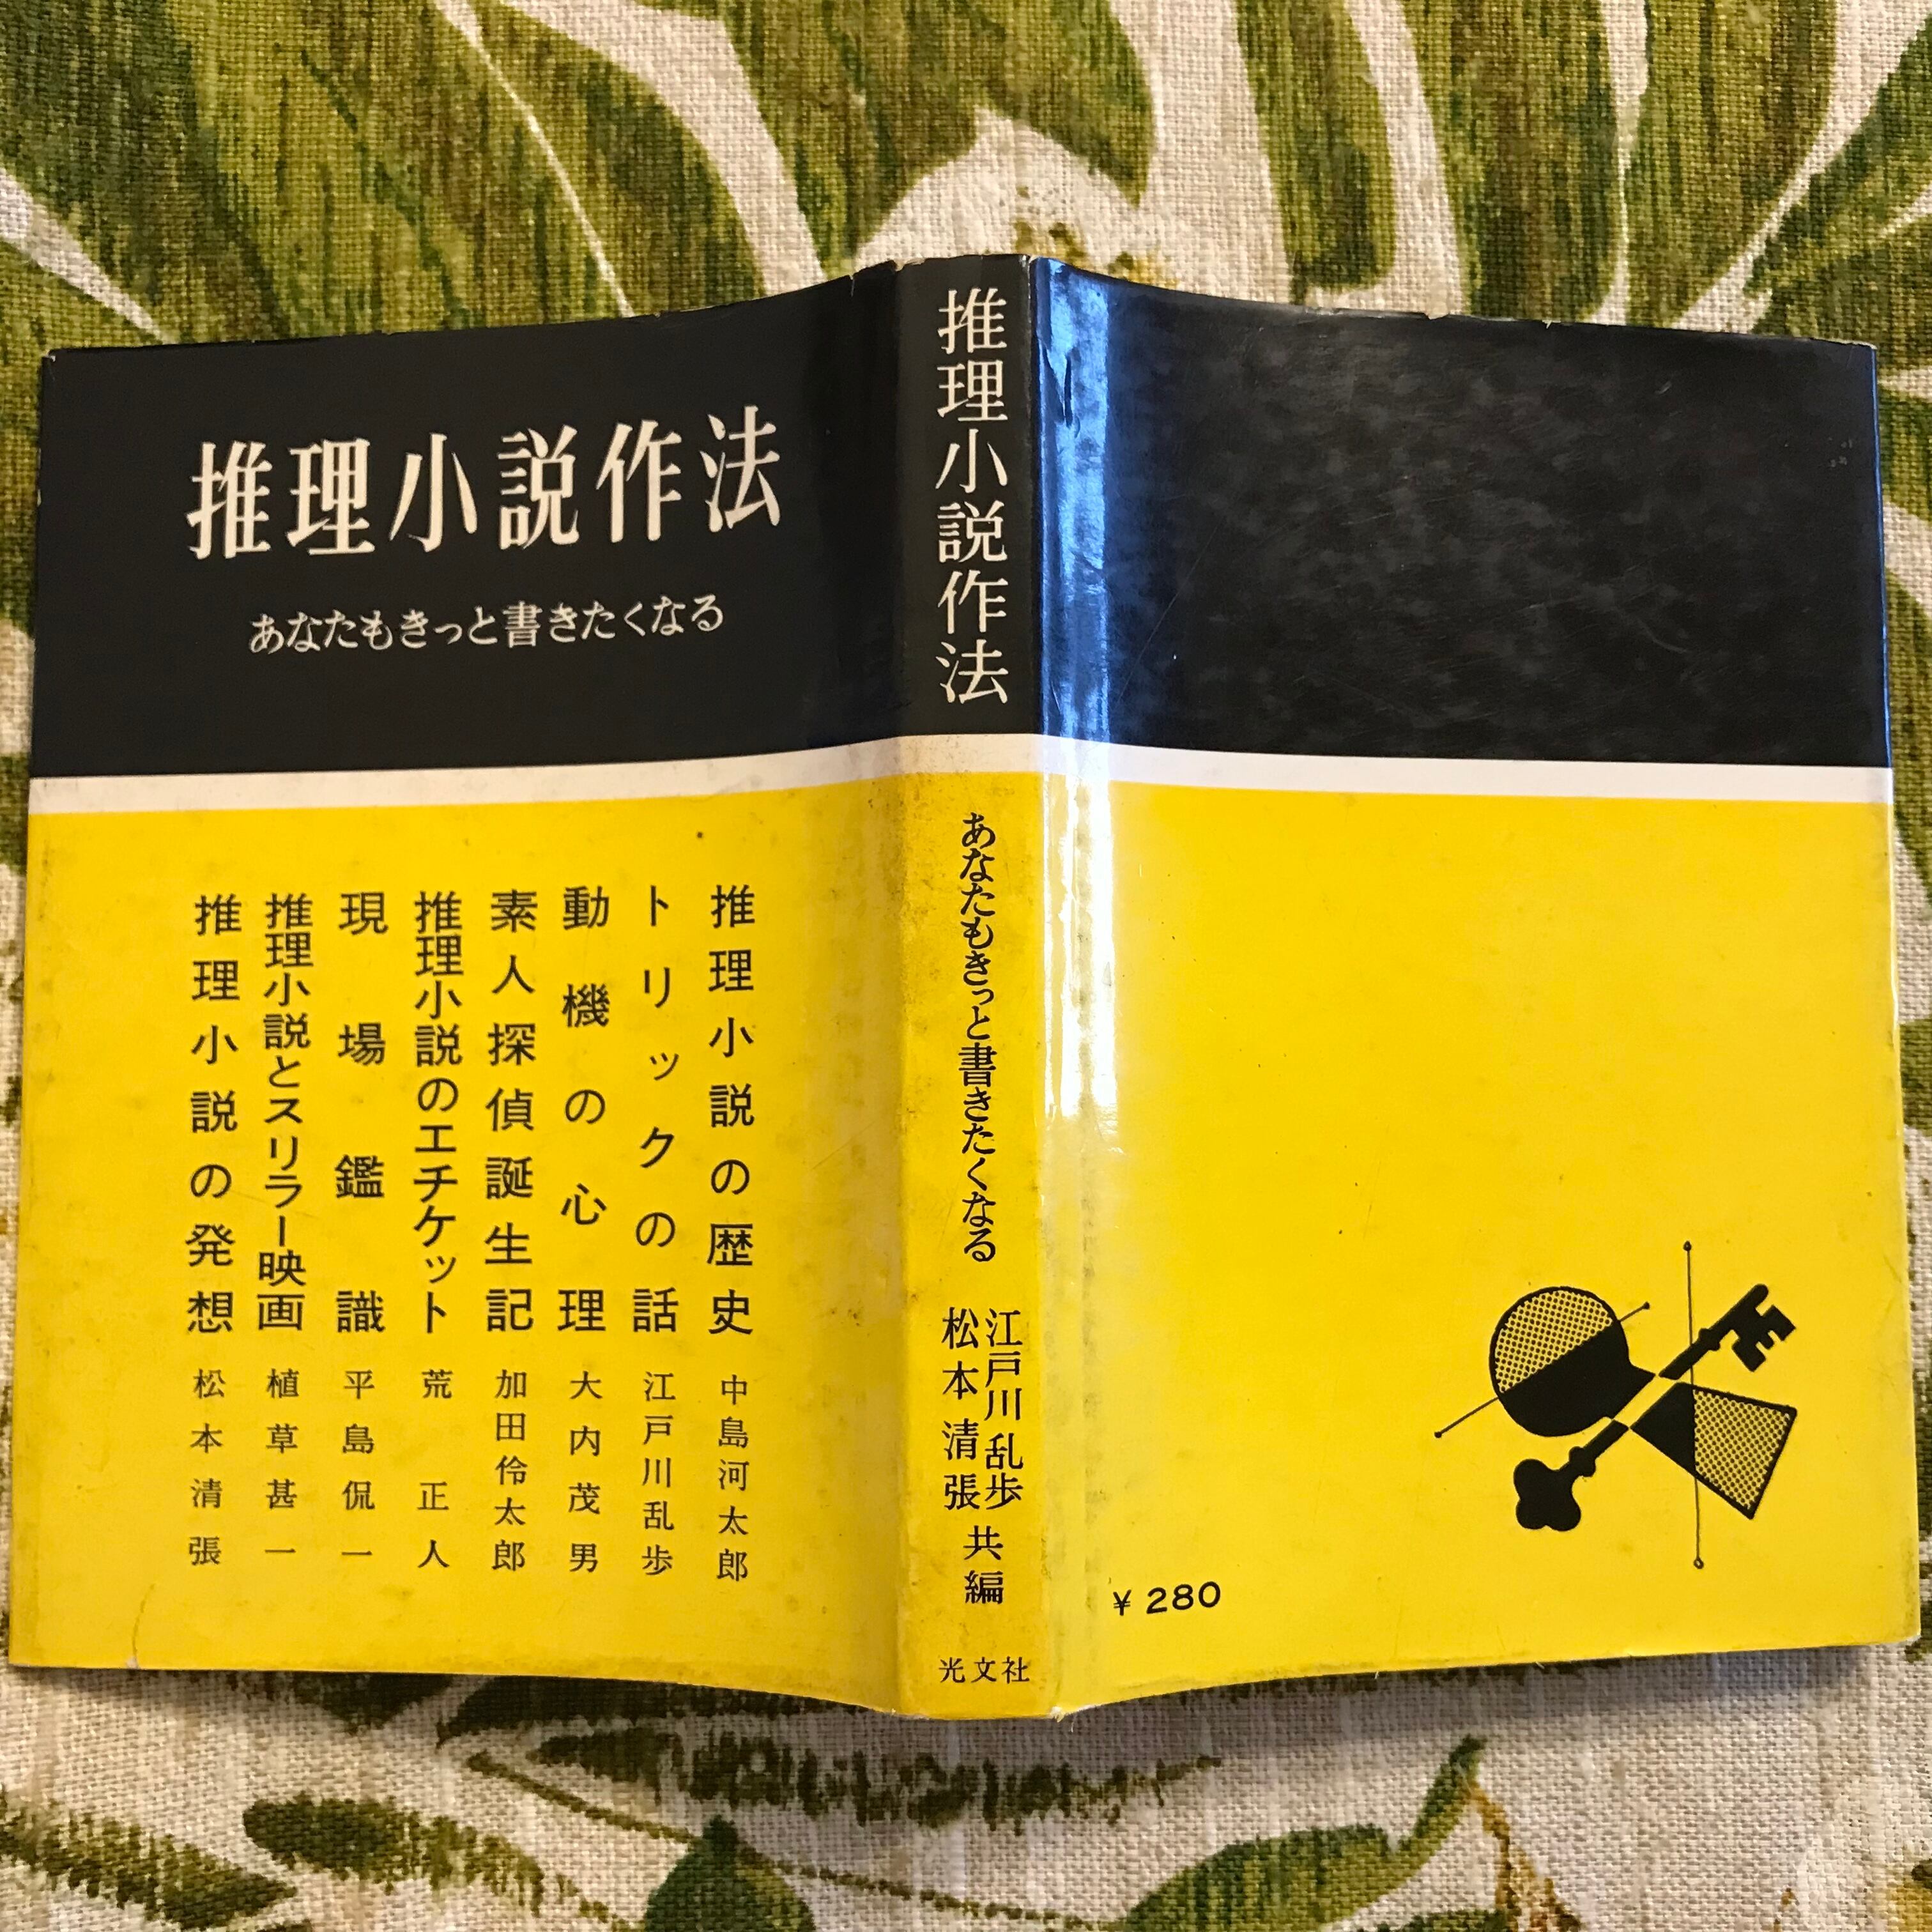 推理小説作法
あなたもきっと書きたくなる
推理小説の歴史 中島河太郎
トリックの話 江戸川乱歩
動機の心理 大内茂男
素人探偵誕生記 加田伶太郎
推理小説のエチケット 荒正人
現場鑑識 平島侃一
推理小説とスリラー映画 植草甚一
推理小説の発想 松本清張
推理小説作法
あなたもきっと書きたくなる
江戸川乱歩
松本清張
共編
光文社
¥ 280